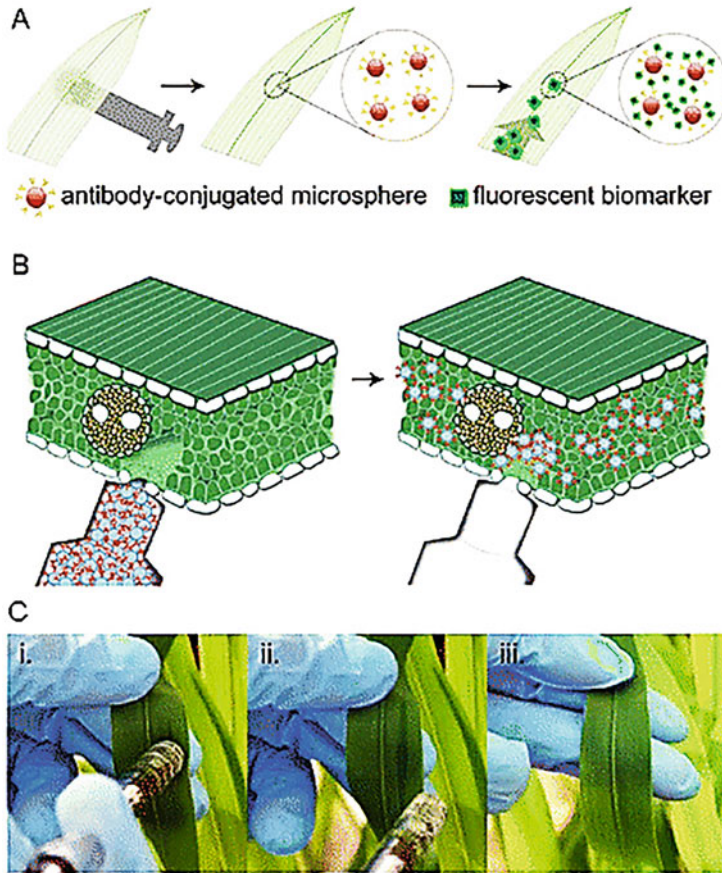 A
antibody-conjugated microsphere fluorescent biomarker
B
C
i. ii. iii.